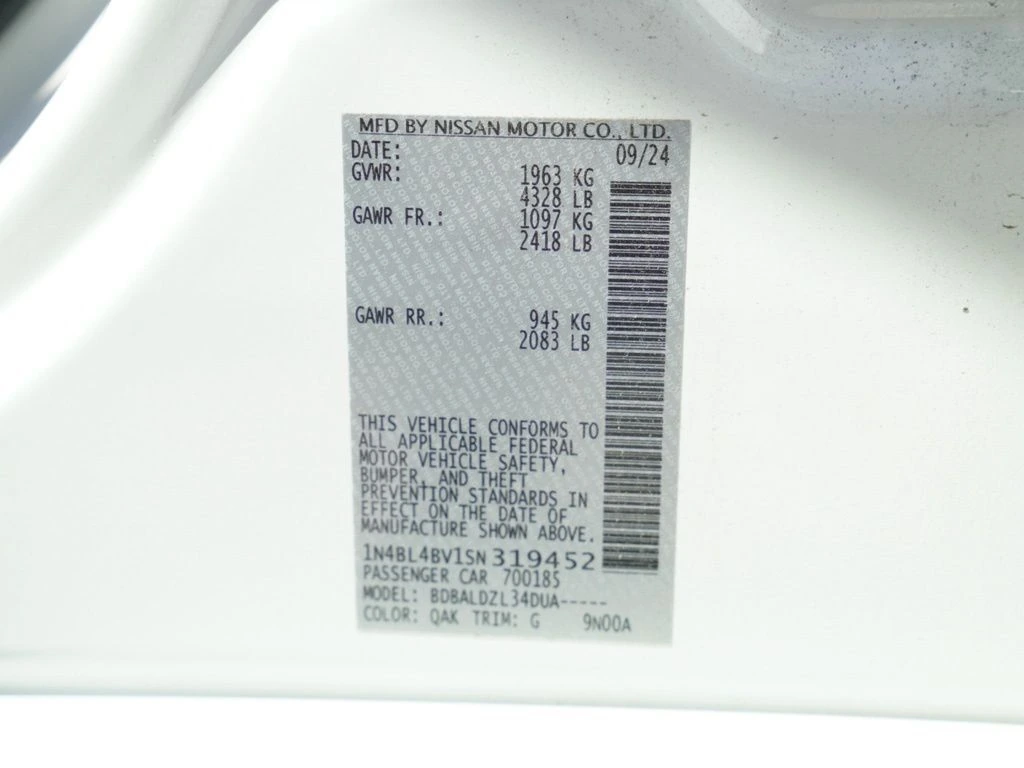 MFD BY NISSAN MOTOR CO., LTD.
DATE: 09/24
GVWR: 1963 KG
4328 LB
GAWR FR.: 1097 KG
2418 LB
GAWR RR.: 945 KG
2083 LB
THIS VEHICLE CONFORMS TO
ALL APPLICABLE FEDERAL
MOTOR VEHICLE SAFETY,
BUMPER, AND THEFT
PREVENTION STANDARDS IN
EFFECT ON THE DATE OF
MANUFACTURE SHOWN ABOVE.
1N4BL4BV1SN319452
PASSENGER CAR 700185
MODEL: BDBALDZL34DUA-----
COLOR: QAK TRIM: G 9N00A